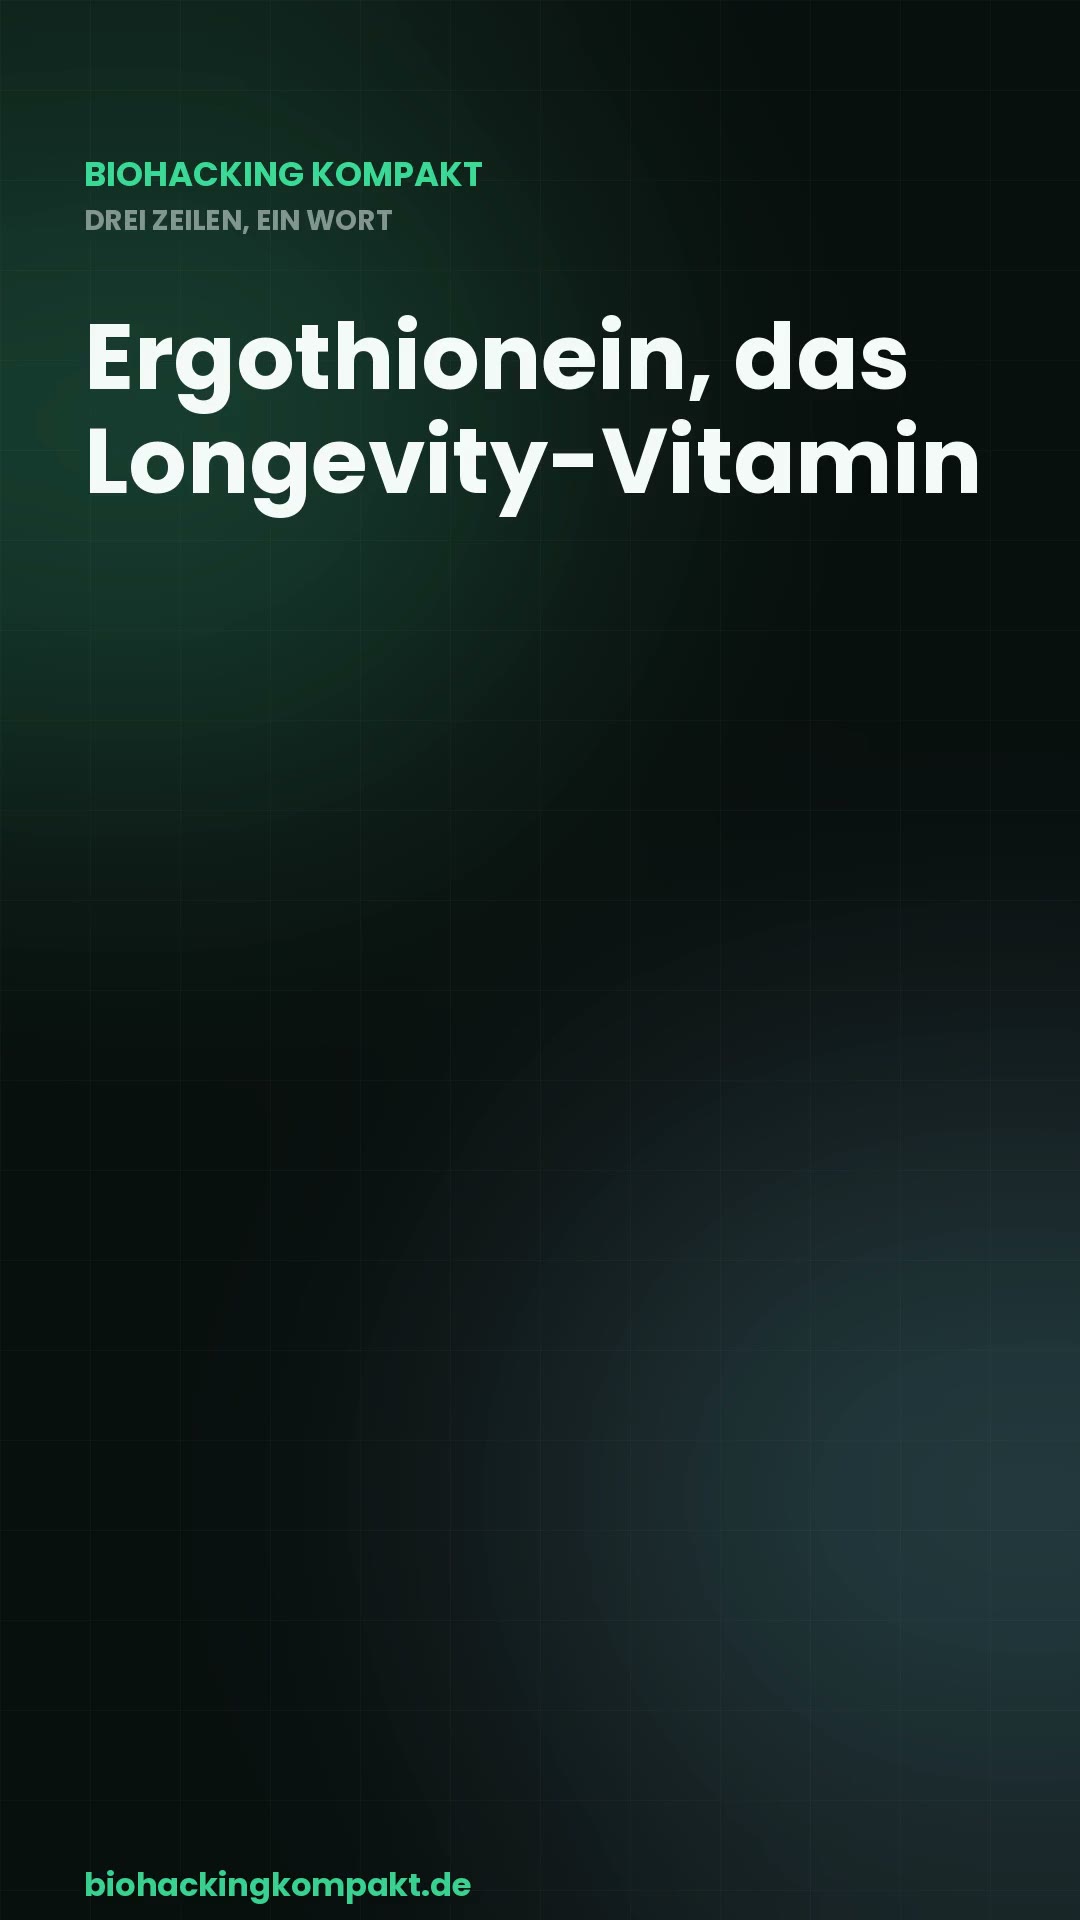 BIOHACKING KOMPAKT
DREI ZEILEN, EIN WORT
Ergothionein, das
Longevity-Vitamin
biohackingkompakt.de